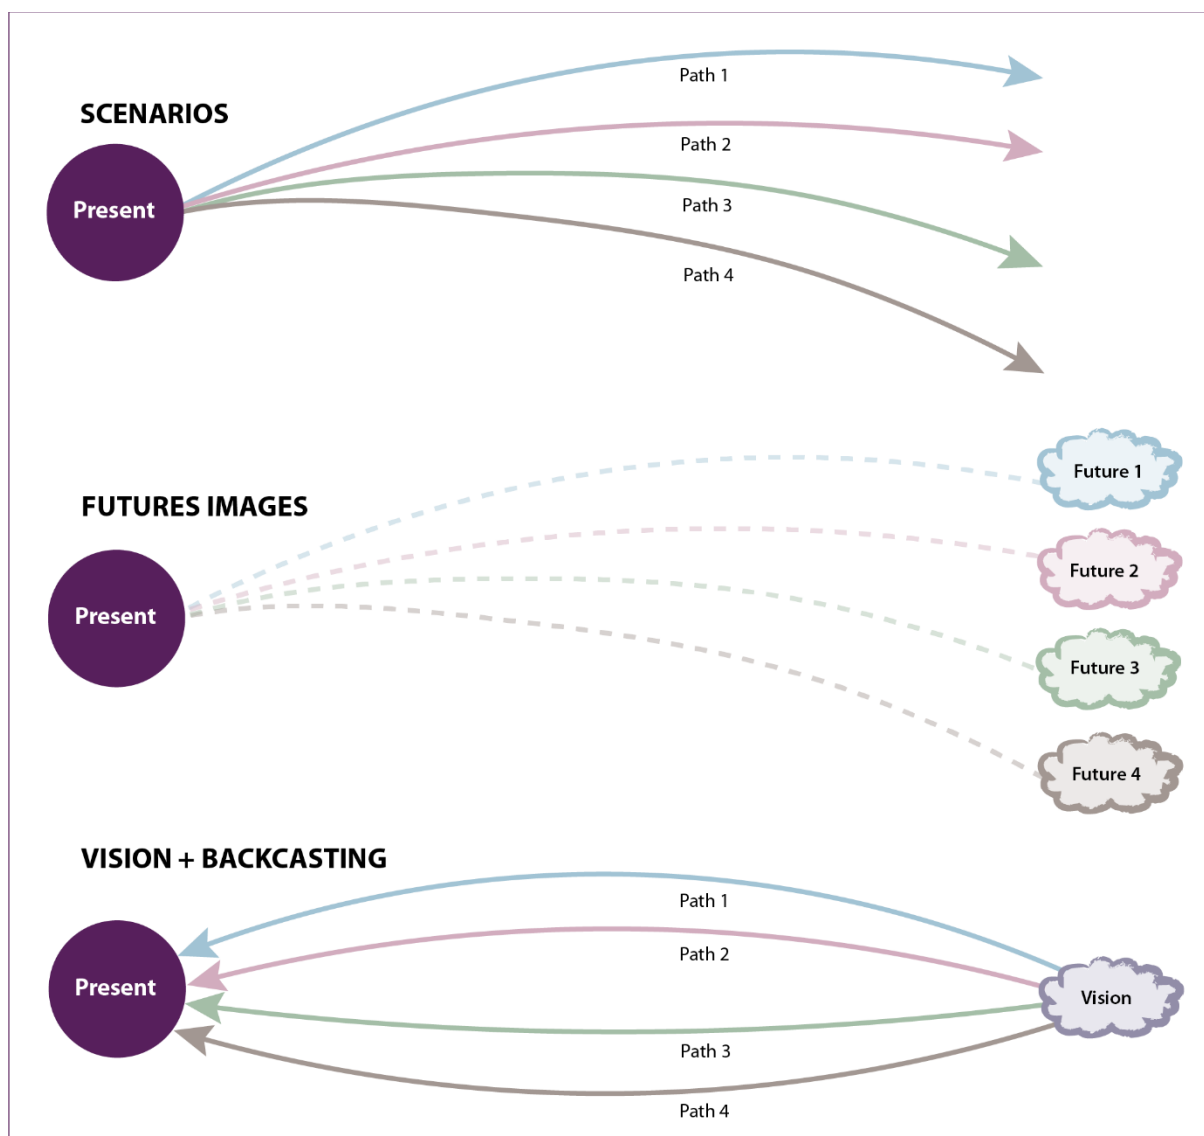 SCENARIOS
Present
Path 1
Path 2
Path 3
Path 4
FUTURES IMAGES
Present
Future 1
Future 2
Future 3
Future 4
VISION + BACKCASTING
Present
Path 1
Path 2
Path 3
Path 4
Vision